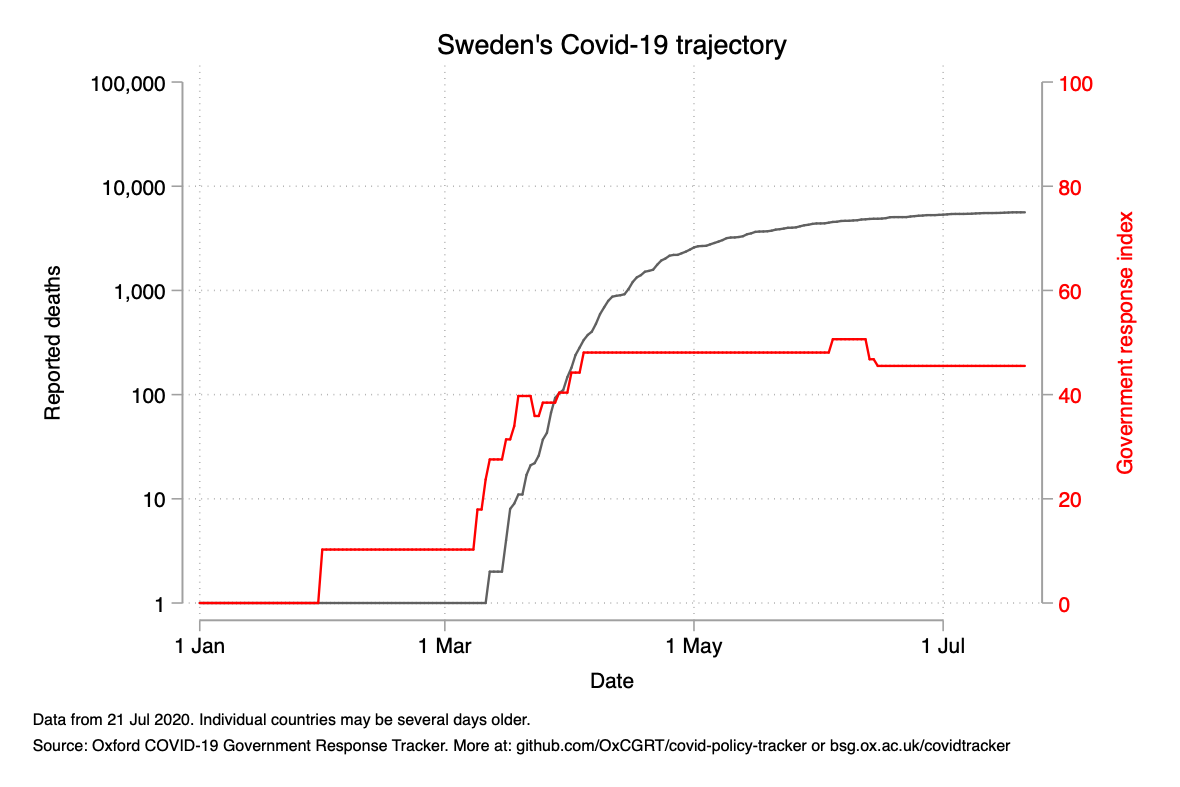 Sweden's Covid-19 trajectory
100,000
10,000
1,000
100
10
1
Reported deaths
100
80
60
40
20
0
Government response index
1 Jan
1 Mar
1 May
1 Jul
Date
Data from 21 Jul 2020. Individual countries may be several days older.
Source: Oxford COVID-19 Government Response Tracker. More at: github.com/OxCGRT/covid-policy-tracker or bsg.ox.ac.uk/covidtracker